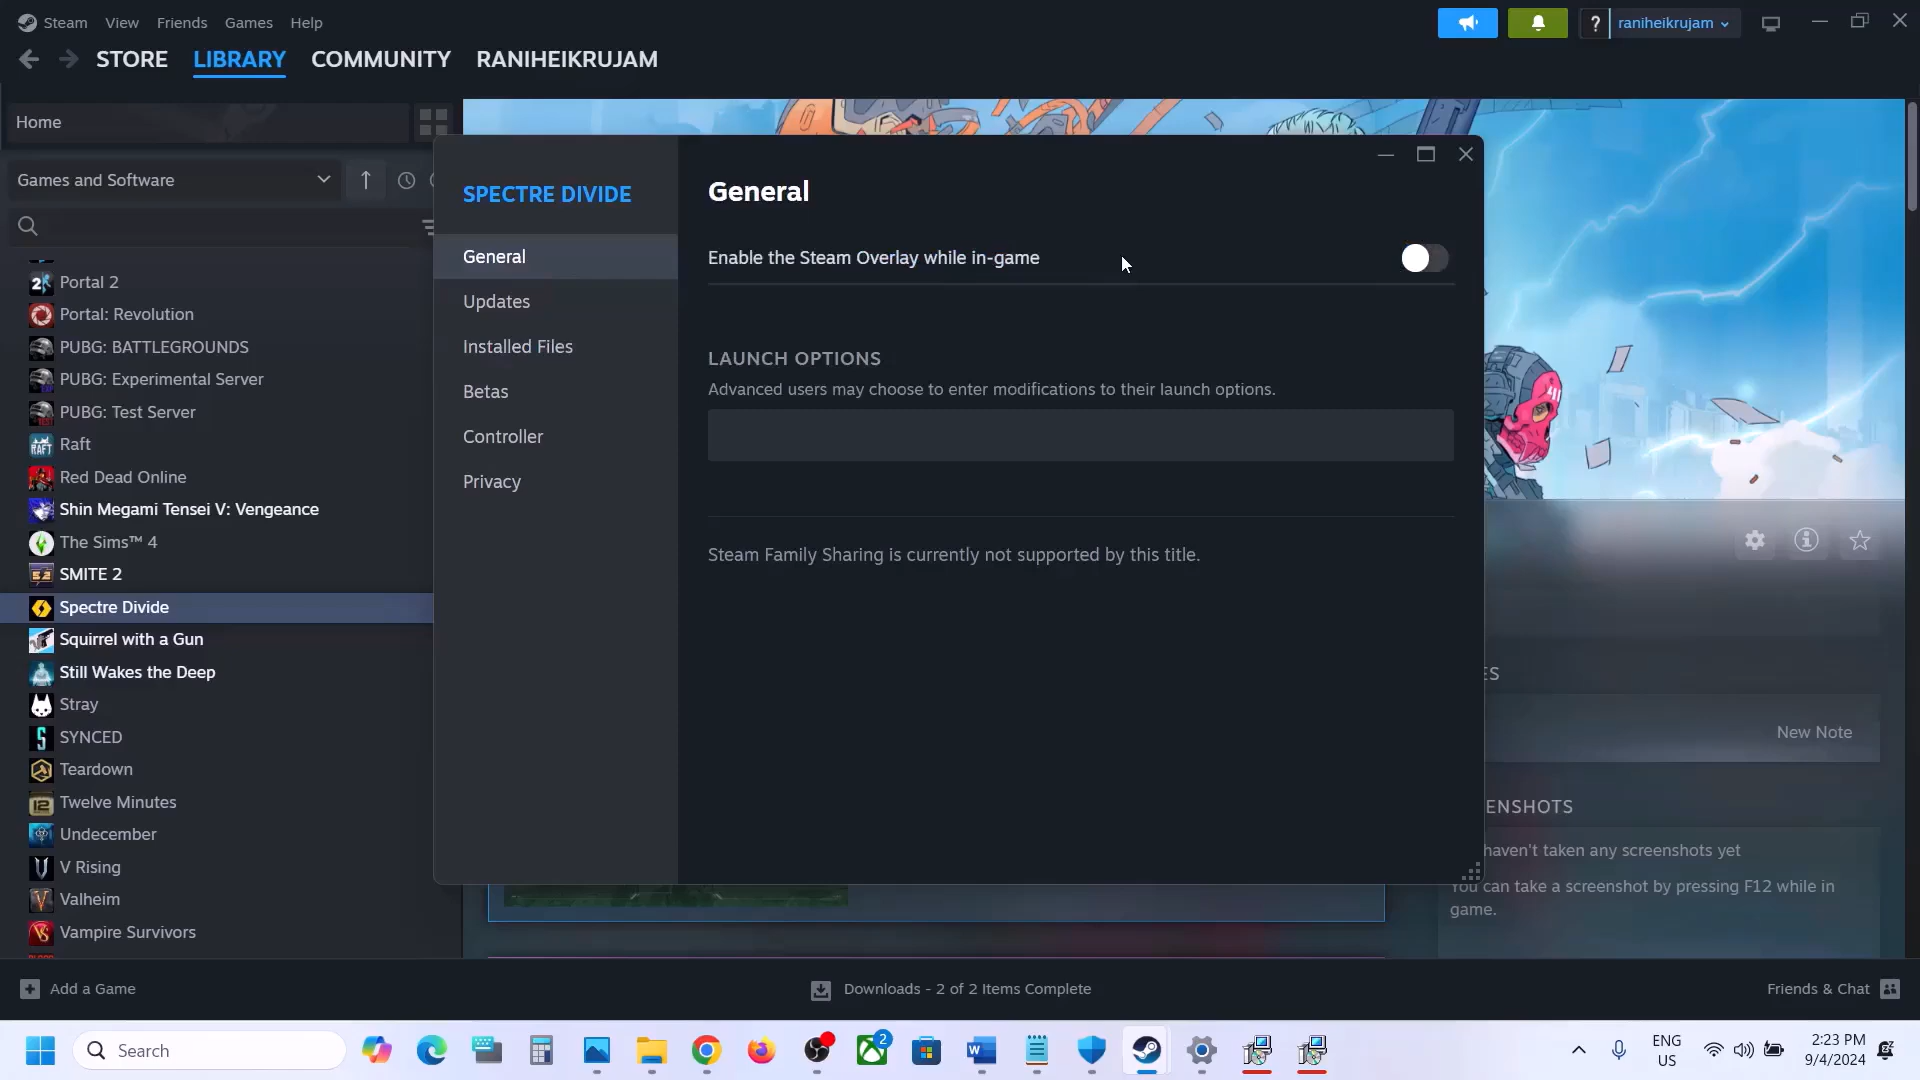 Steam View Friends Games Help
? raniheikrujam
STORE LIBRARY COMMUNITY RANIHEIKRUJAM
Home
Games and Software
Portal 2
Portal: Revolution
PUBG: BATTLEGROUNDS
PUBG: Experimental Server
PUBG: Test Server
Raft
Red Dead Online
Shin Megami Tensei V: Vengeance
The Sims™ 4
SMITE 2
Spectre Divide
Squirrel with a Gun
Still Wakes the Deep
Stray
SYNCED
Teardown
Twelve Minutes
Undecember
V Rising
Valheim
Vampire Survivors
SPECTRE DIVIDE
General
Updates
Installed Files
Betas
Controller
Privacy
General
Enable the Steam Overlay while in-game
LAUNCH OPTIONS
Advanced users may choose to enter modifications to their launch options.
Steam Family Sharing is currently not supported by this title.
ES
New Note
ENSHOTS
haven't taken any screenshots yet
You can take a screenshot by pressing F12 while in
game.
Add a Game
Downloads - 2 of 2 Items Complete
Friends & Chat
Search
2
ENG
US
2:23 PM
9/4/2024